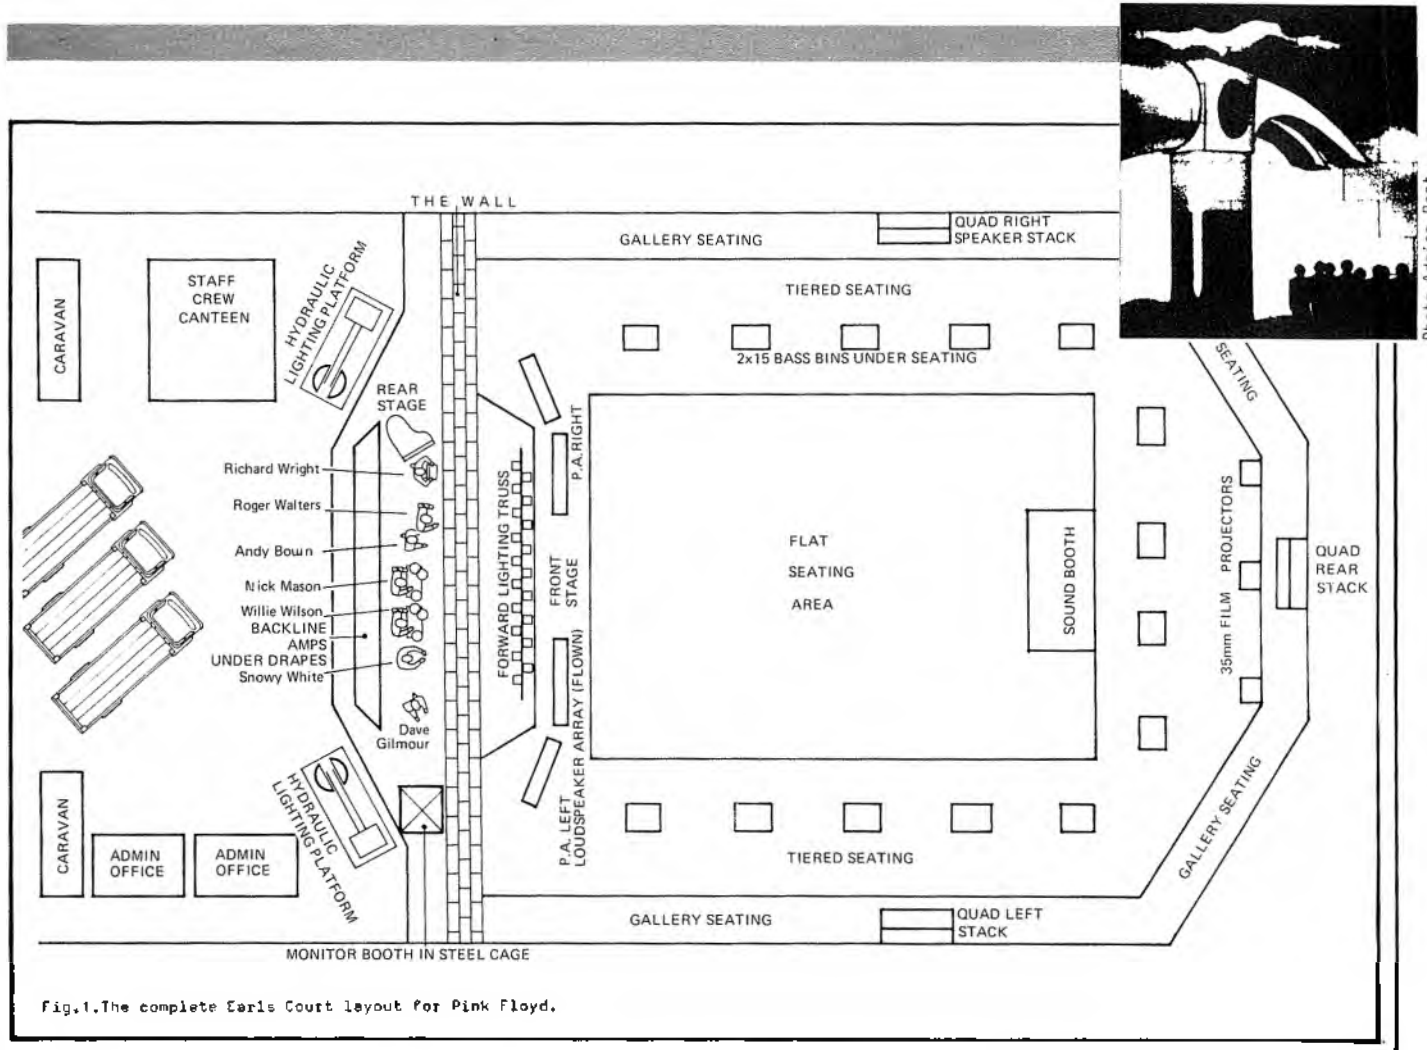 THE WALL
QUAD RIGHT
SPEAKER STACK
GALLERY SEATING
TIERED SEATING
2x15 BASS BINS UNDER SEATING
SEATING
CARAVAN
STAFF
CREW
CANTEEN
HYDRAULIC
LIGHTING PLATFORM
REAR
STAGE
Richard Wright
Roger Walters
Andy Bown
Nick Mason
Willie Wilson
BACKLINE
AMPS
UNDER DRAPES
Snowy White
Dave
Gilmour
FORWARD LIGHTING TRUSS
P.A.RIGHT
FRONT
STAGE
P.A. LEFT
LOUDSPEAKER ARRAY (FLOWN)
FLAT
SEATING
AREA
SOUND BOOTH
35mm FILM PROJECTORS
QUAD
REAR
STACK
GALLERY SEATING
CARAVAN
ADMIN
OFFICE
ADMIN
OFFICE
HYDRAULIC
LIGHTING PLATFORM
TIERED SEATING
GALLERY SEATING
QUAD LEFT
STACK
MONITOR BOOTH IN STEEL CAGE
Fig.1.The complete Earls Court layout for Pink Floyd.